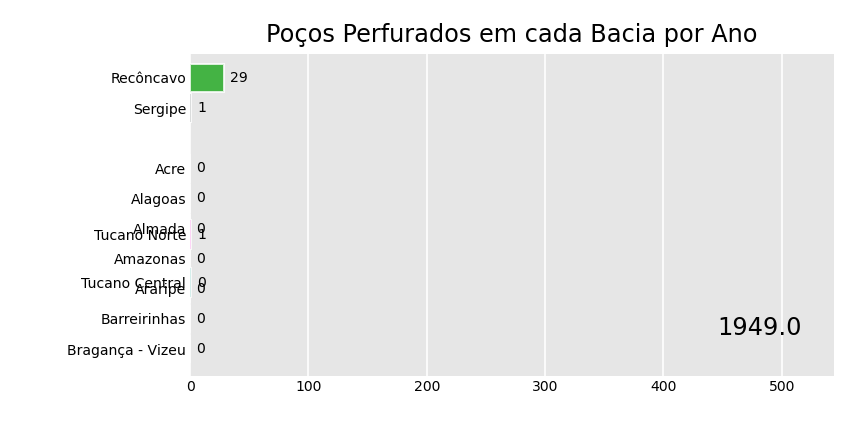 Poços Perfurados em cada Bacia por Ano
Recôncavo 29
Sergipe 1
Acre 0
Alagoas 0
Almada 0
Tucano Norte 1
Amazonas 0
Tucano Central 0
Araripe 0
Barreirinhas 0
1949.0
Bragança - Vizeu 0
0 100 200 300 400 500